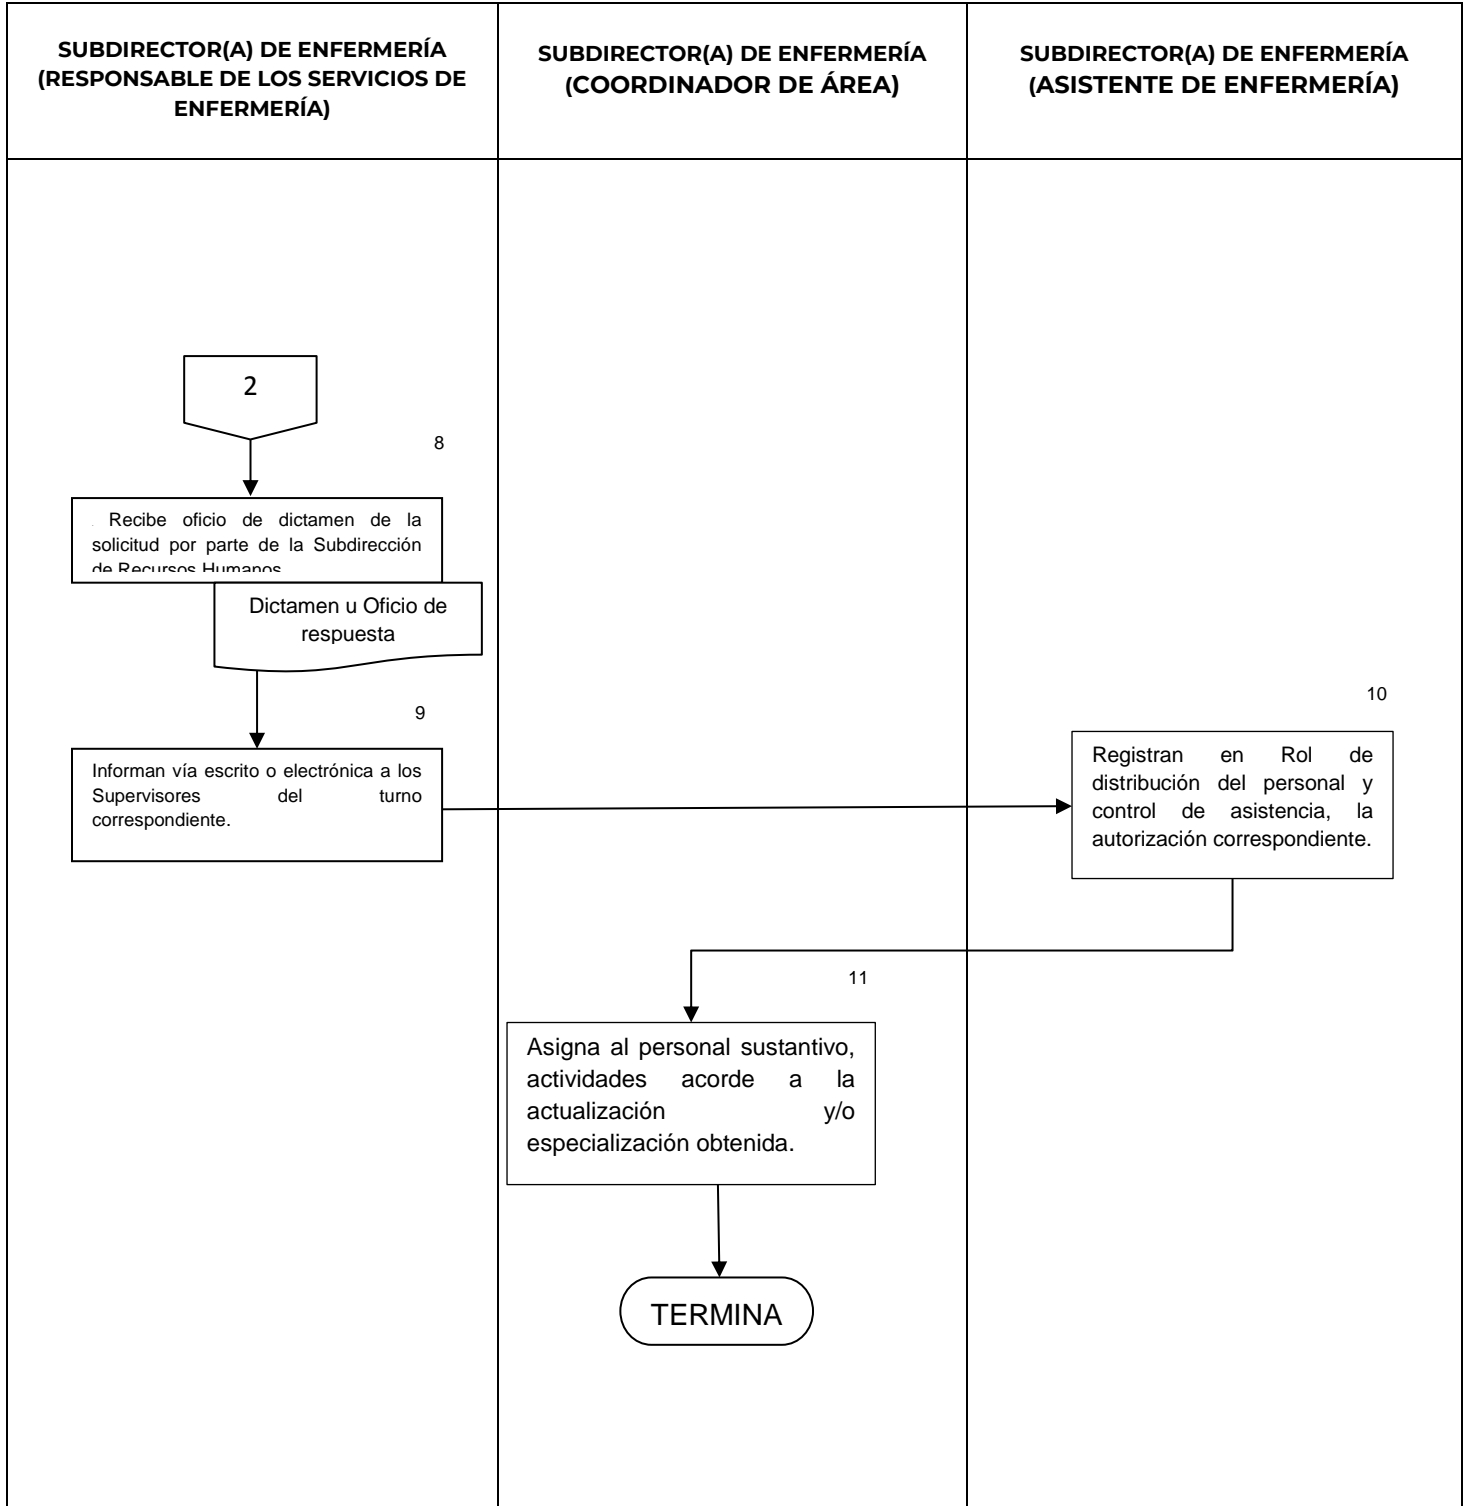 SUBDIRECTOR(A) DE ENFERMERÍA
(RESPONSABLE DE LOS SERVICIOS DE
ENFERMERÍA)
SUBDIRECTOR(A) DE ENFERMERÍA
(COORDINADOR DE ÁREA)
SUBDIRECTOR(A) DE ENFERMERÍA
(ASISTENTE DE ENFERMERÍA)
2
8
Recibe oficio de dictamen de la
solicitud por parte de la Subdirección
de Recursos Humanos
Dictamen u Oficio de
respuesta
9
Informan vía escrito o electrónica a los
Supervisores del turno
correspondiente.
10
Registran en Rol de
distribución del personal y
control de asistencia, la
autorización correspondiente.
11
Asigna al personal sustantivo,
actividades acorde a la
actualización y/o
especialización obtenida.
TERMINA